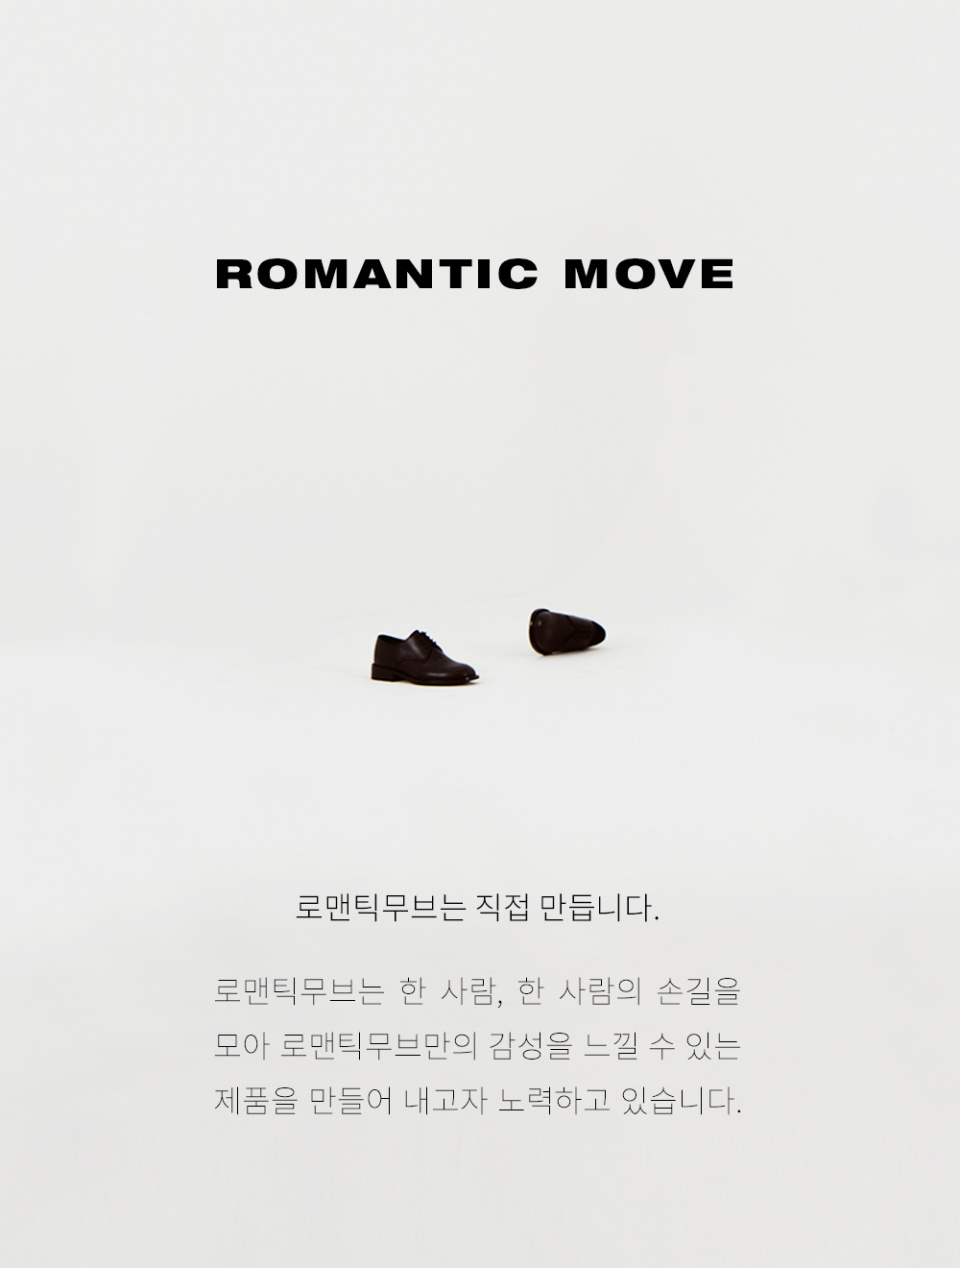 ROMANTIC MOVE
로맨틱무브는 직접 만듭니다.
로맨틱무브는 한 사람, 한 사람의 손길을
모아 로맨틱무브만의 감성을 느낄 수 있는
제품을 만들어 내고자 노력하고 있습니다.